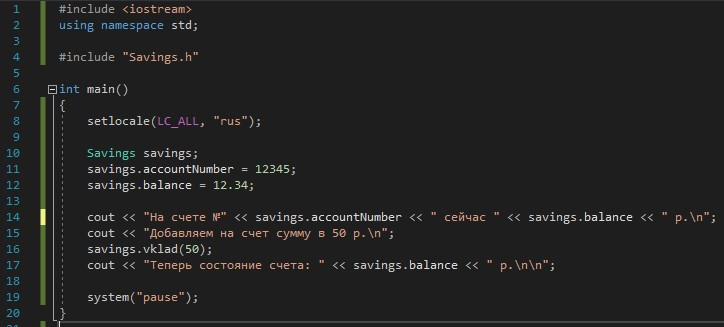 1 #include <iostream>
2 using namespace std;
3
4 #include "Savings.h"
5
6 int main()
7 {
8 setlocale(LC_ALL, "rus");
9
10 Savings savings;
11 savings.accountNumber = 12345;
12 savings.balance = 12.34;
13
14 cout << "На счете №" << savings.accountNumber << " сейчас " << savings.balance << " р.\n";
15 cout << "Добавляем на счет сумму в 50 р.\n";
16 savings.vklad(50);
17 cout << "Теперь состояние счета: " << savings.balance << " р.\n\n";
18
19 system("pause");
20 }
21